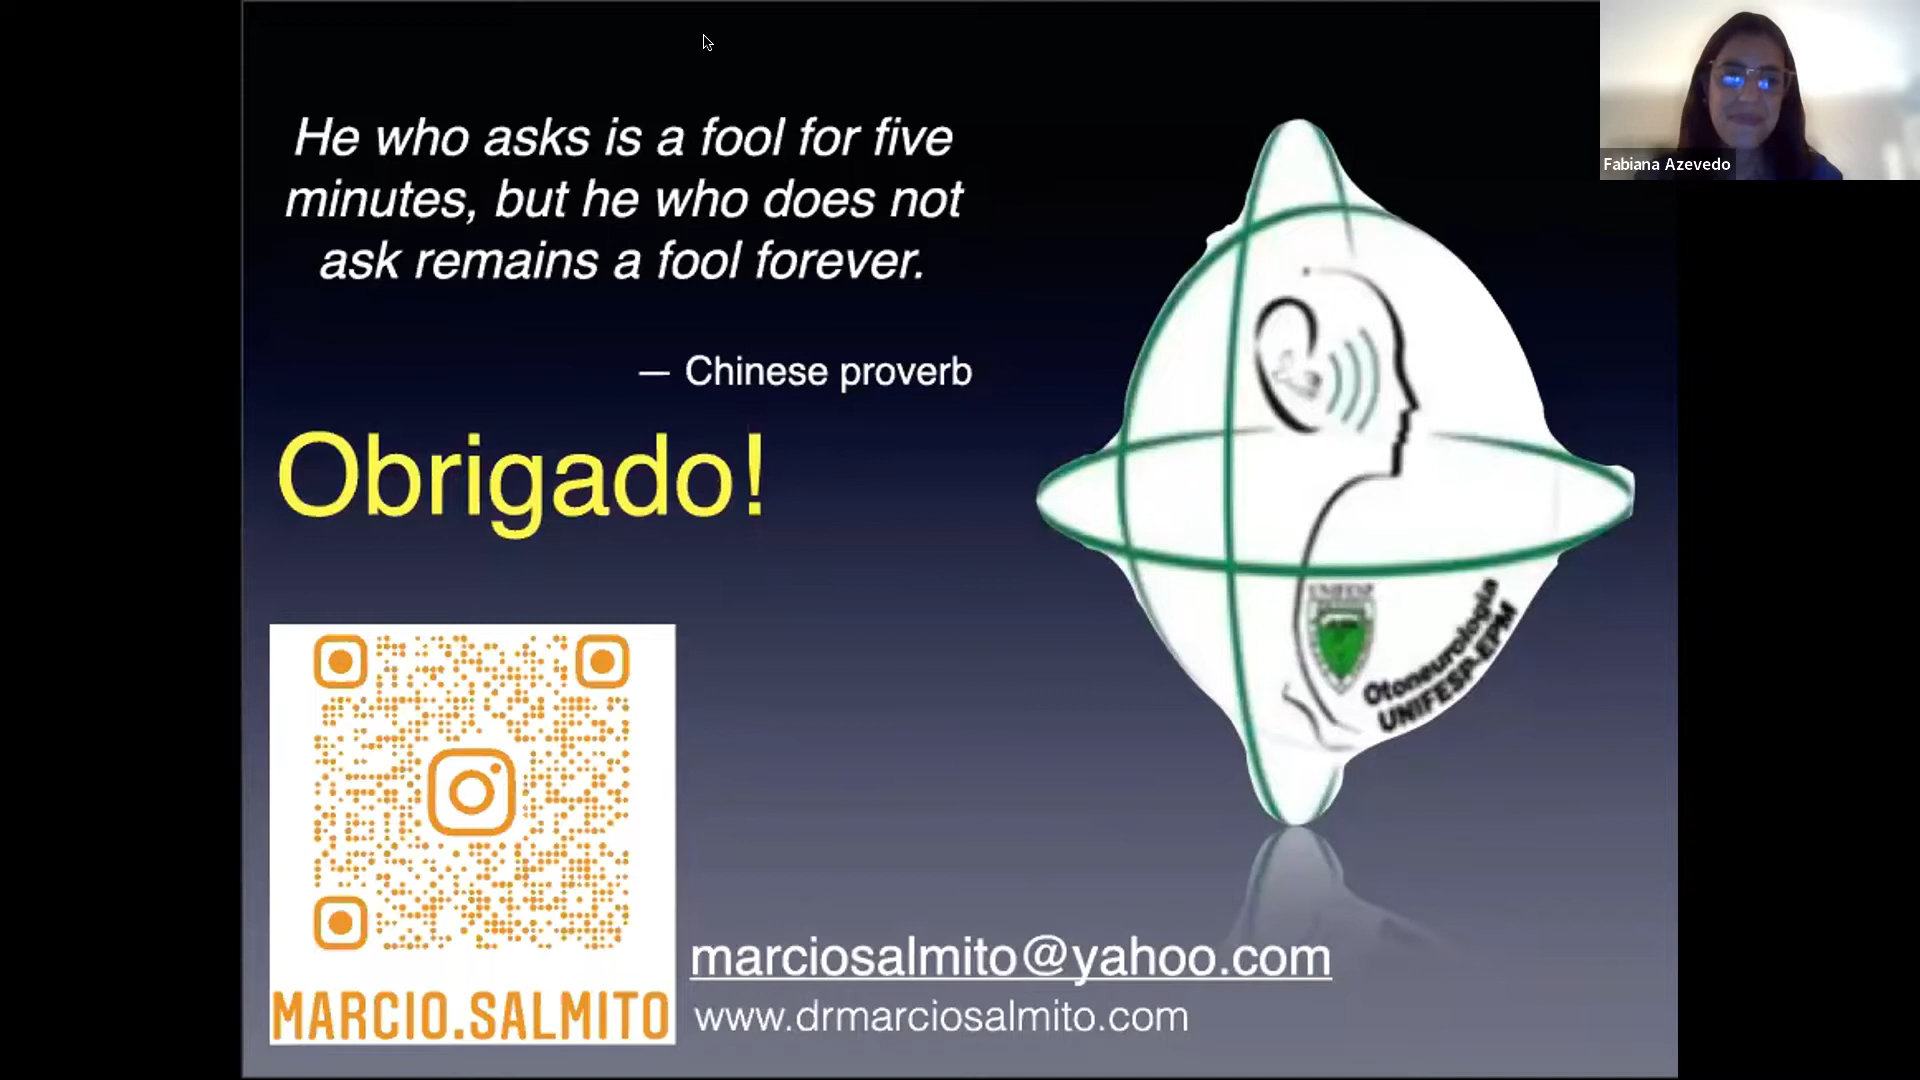 He who asks is a fool for five
minutes, but he who does not
ask remains a fool forever.
— Chinese proverb
Obrigado!
Fabiana Azevedo
UNIFESP
Otoneurologia
UNIFESP-EPM
MARCIO.SALMITO
marciosalmito@yahoo.com
www.drmarciosalmito.com